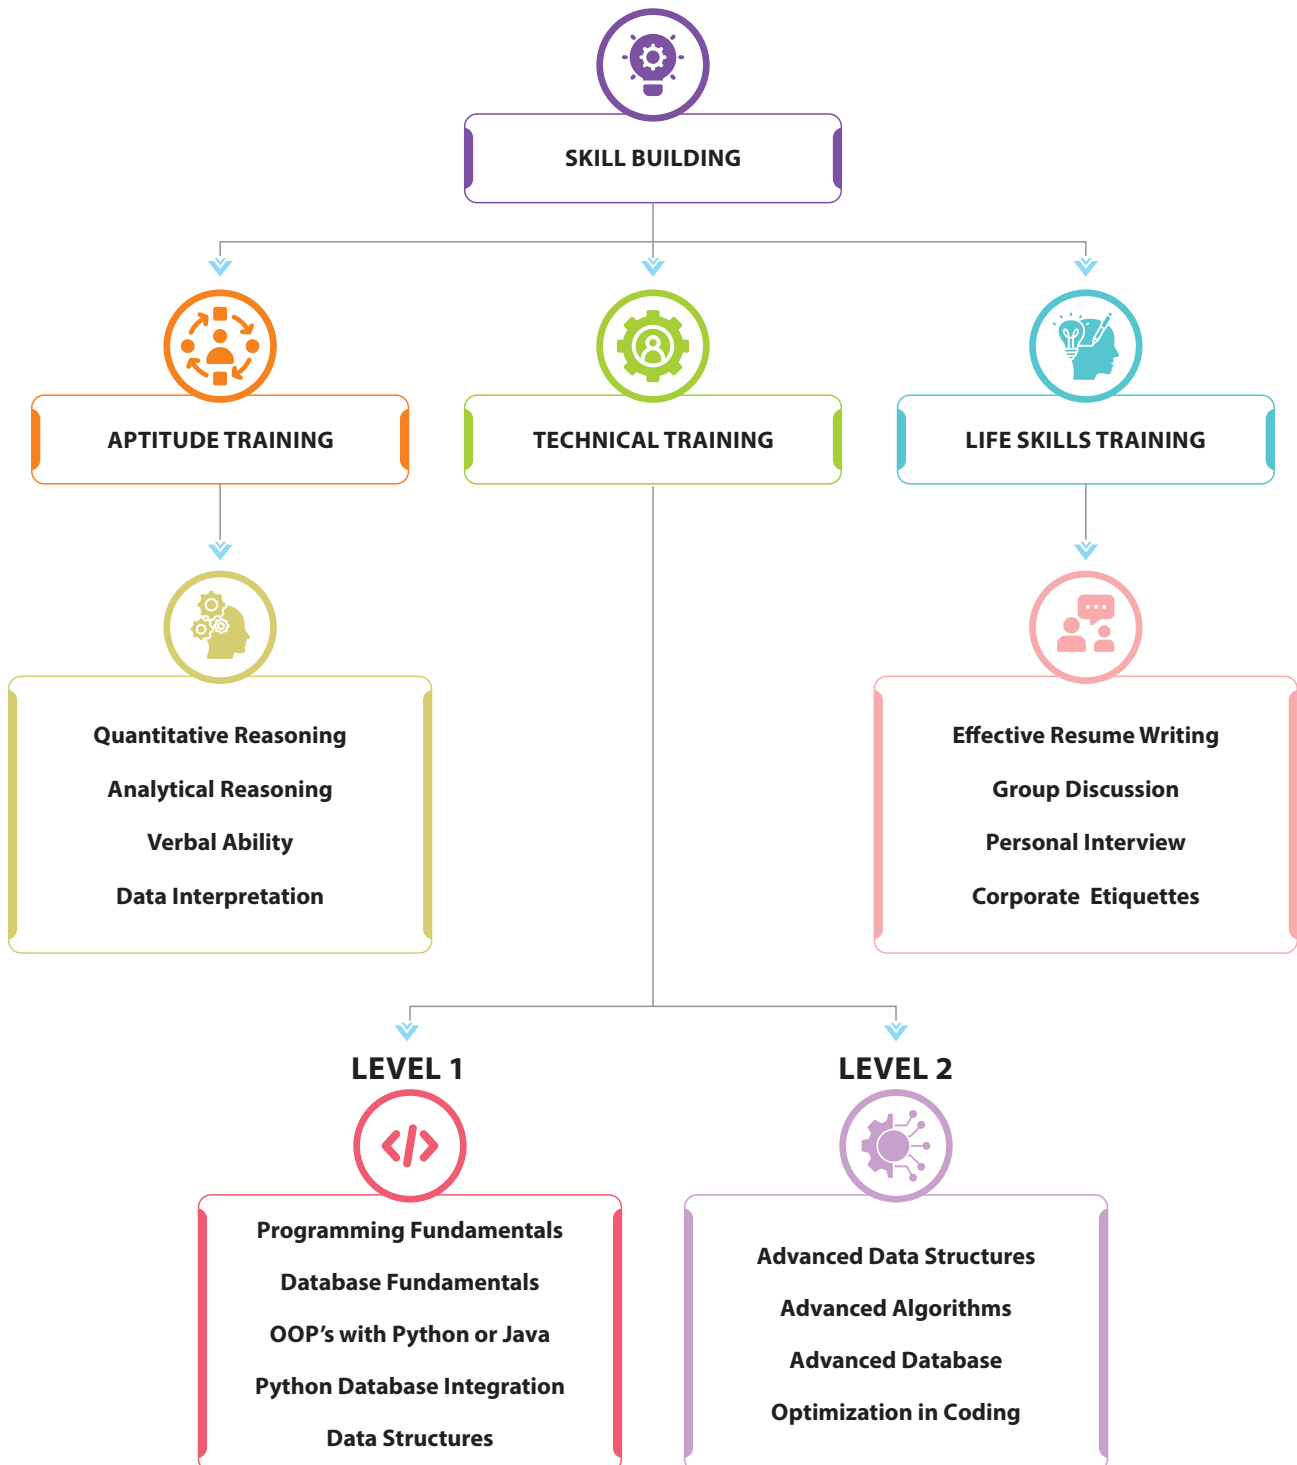 SKILL BUILDING
APTITUDE TRAINING
TECHNICAL TRAINING
LIFE SKILLS TRAINING
Quantitative Reasoning
Analytical Reasoning
Verbal Ability
Data Interpretation
Effective Resume Writing
Group Discussion
Personal Interview
Corporate Etiquettes
LEVEL 1
Programming Fundamentals
Database Fundamentals
OOP’s with Python or Java
Python Database Integration
Data Structures
LEVEL 2
Advanced Data Structures
Advanced Algorithms
Advanced Database
Optimization in Coding